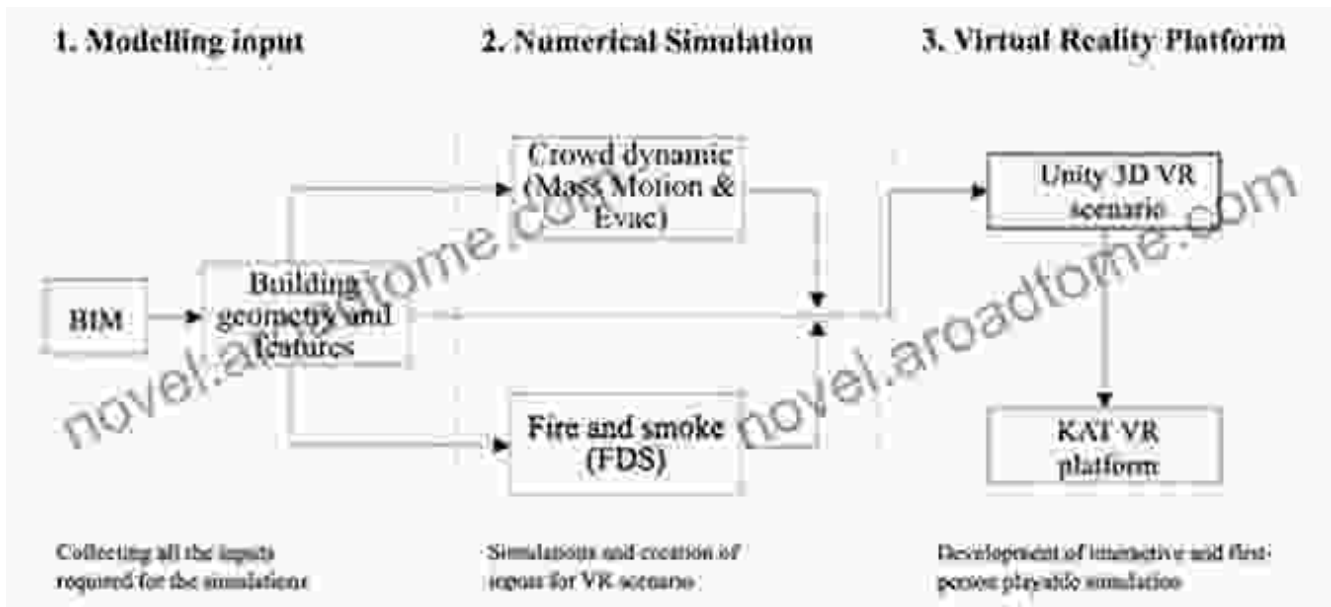 1. Modelling input
2. Numerical Simulation
3. Virtual Reality Platform
BIM
Building
geometry and
features
Crowd dynamic
(Mass Motion &
Evac)
Fire and smoke
(FDS)
Unity 3D VR
scenario
KAT VR
platform
Collecting all the inputs
required for the simulations
Simulations and creation of
inputs for VR scenario
Development of interactive and first-
person playable simulation
novel.aroadtome.com
novel.aroadtome.com